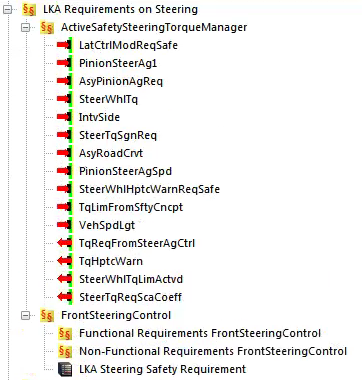 LKA Requirements on Steering
ActiveSafetySteeringTorqueManager
LatCtrlModReqSafe
PinionSteerAg1
AsyPinionAgReq
SteerWhlTq
IntvSide
SteerTqSgnReq
AsyRoadCrvt
PinionSteerAgSpd
SteerWhlHptcWarnReqSafe
TqLimFromSftyCncpt
VehSpdLgt
TqReqFromSteerAgCtrl
TqHptcWarn
SteerWhlTqLimActvd
SteerTqReqScaCoeff
FrontSteeringControl
Functional Requirements FrontSteeringControl
Non-Functional Requirements FrontSteeringControl
LKA Steering Safety Requirement